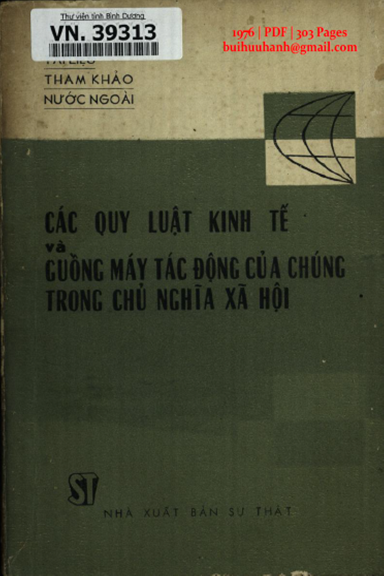 Thư viện tỉnh Bình Dương
VN. 39313
1976 | PDF | 303 Pages
buihuuhanh@gmail.com
TÀI LIỆU
THAM KHẢO
NƯỚC NGOÀI
CÁC QUY LUẬT KINH TẾ
và
GUỒNG MÁY TÁC ĐỘNG CỦA CHÚNG
TRONG CHỦ NGHĨA XÃ HỘI
ST
NHÀ XUẤT BẢN SỰ THẬT